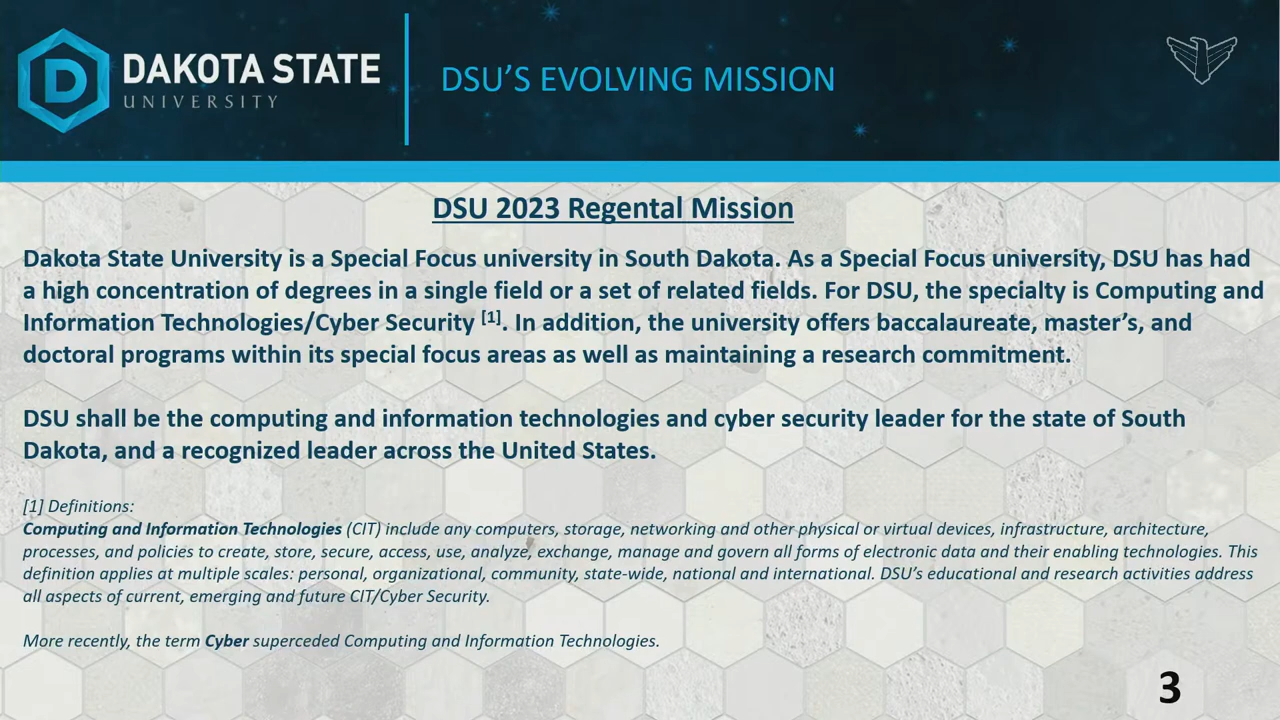 D
DAKOTA STATE
UNIVERSITY
DSU'S EVOLVING MISSION
DSU 2023 Regental Mission
Dakota State University is a Special Focus university in South Dakota. As a Special Focus university, DSU has had
a high concentration of degrees in a single field or a set of related fields. For DSU, the specialty is Computing and
Information Technologies/Cyber Security [1]. In addition, the university offers baccalaureate, master's, and
doctoral programs within its special focus areas as well as maintaining a research commitment.
DSU shall be the computing and information technologies and cyber security leader for the state of South
Dakota, and a recognized leader across the United States.
[1] Definitions:
Computing and Information Technologies (CIT) include any computers, storage, networking and other physical or virtual devices, infrastructure, architecture,
processes, and policies to create, store, secure, access, use, analyze, exchange, manage and govern all forms of electronic data and their enabling technologies. This
definition applies at multiple scales: personal, organizational, community, state-wide, national and international. DSU's educational and research activities address
all aspects of current, emerging and future CIT/Cyber Security.
More recently, the term Cyber superceded Computing and Information Technologies.
3